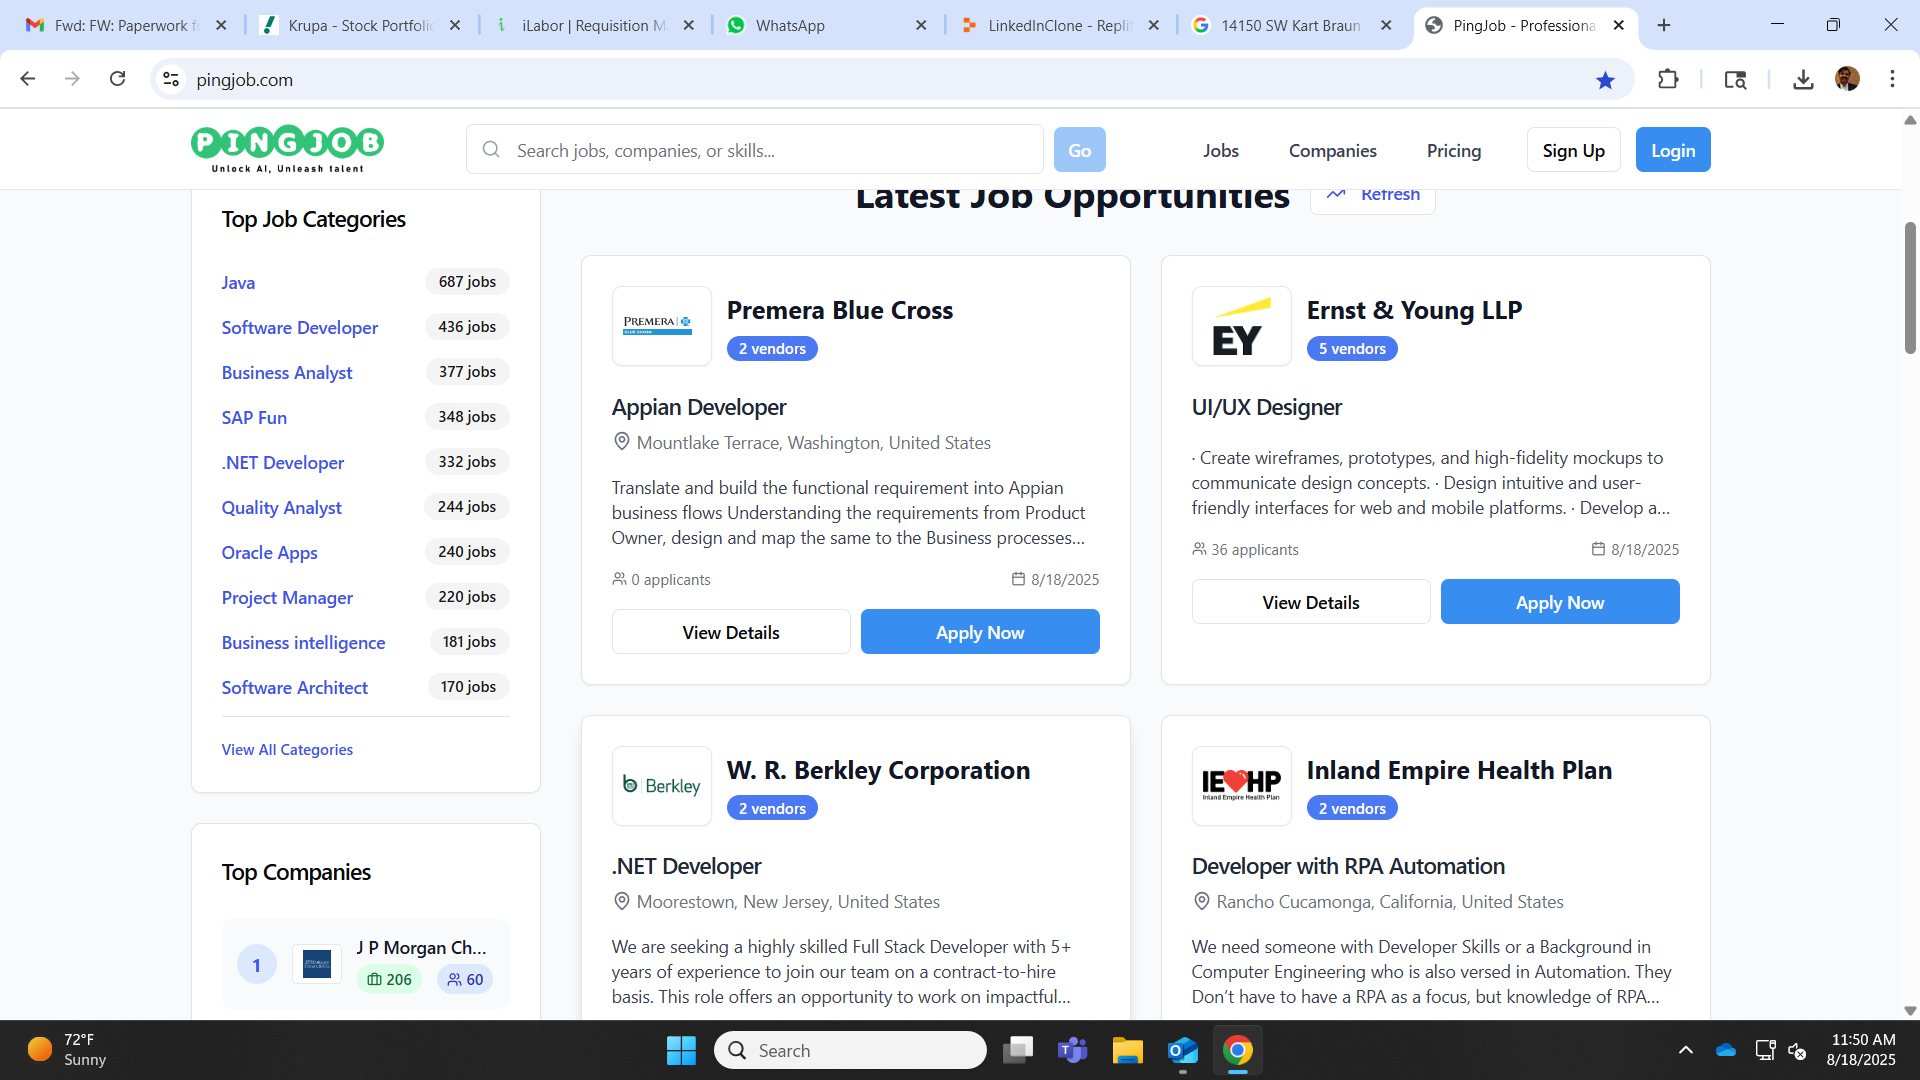 Fwd: FW: Paperwork f
Krupa - Stock Portfoli
iLabor | Requisition M
WhatsApp
LinkedInClone - Repli
14150 SW Kart Braun
PingJob - Professiona
pingjob.com
PINGJOB
Unlock AI, Unleash talent
Search jobs, companies, or skills...
Go
Jobs
Companies
Pricing
Sign Up
Login
Top Job Categories
Java
687 jobs
Software Developer
436 jobs
Business Analyst
377 jobs
SAP Fun
348 jobs
.NET Developer
332 jobs
Quality Analyst
244 jobs
Oracle Apps
240 jobs
Project Manager
220 jobs
Business intelligence
181 jobs
Software Architect
170 jobs
View All Categories
Top Companies
1
J P Morgan Ch...
206
60
Latest Job Opportunities
Refresh
PREMERA
BLUE CROSS
Premera Blue Cross
2 vendors
Appian Developer
Mountlake Terrace, Washington, United States
Translate and build the functional requirement into Appian
business flows Understanding the requirements from Product
Owner, design and map the same to the Business processes...
0 applicants
8/18/2025
View Details
Apply Now
EY
Ernst & Young LLP
5 vendors
UI/UX Designer
· Create wireframes, prototypes, and high-fidelity mockups to
communicate design concepts. · Design intuitive and user-
friendly interfaces for web and mobile platforms. · Develop a...
36 applicants
8/18/2025
View Details
Apply Now
b Berkley
W. R. Berkley Corporation
2 vendors
.NET Developer
Moorestown, New Jersey, United States
We are seeking a highly skilled Full Stack Developer with 5+
years of experience to join our team on a contract-to-hire
basis. This role offers an opportunity to work on impactful...
IEHP
Inland Empire Health Plan
Inland Empire Health Plan
2 vendors
Developer with RPA Automation
Rancho Cucamonga, California, United States
We need someone with Developer Skills or a Background in
Computer Engineering who is also versed in Automation. They
Don't have to have a RPA as a focus, but knowledge of RPA...
72°F
Sunny
Search
11:50 AM
8/18/2025